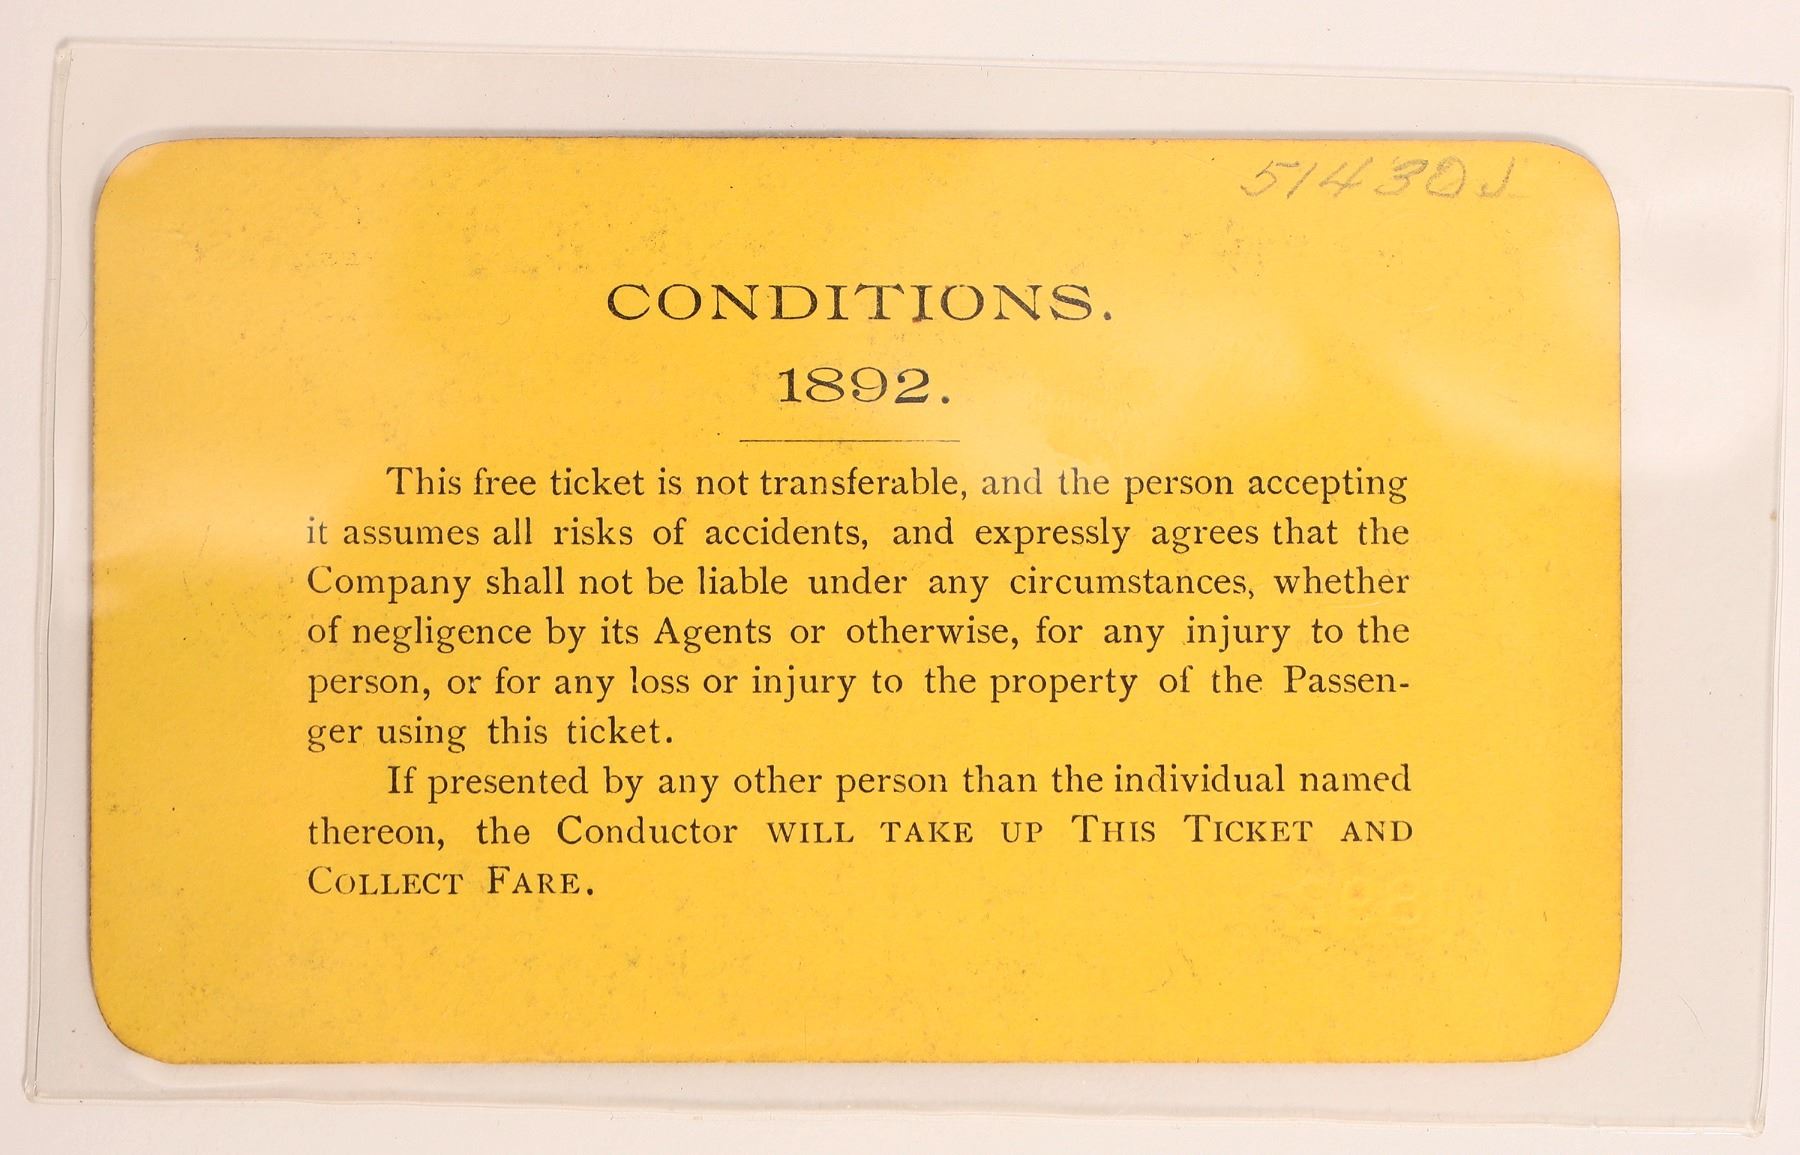 51430J
CONDITIONS.
1892.
This free ticket is not transferable, and the person accepting
it assumes all risks of accidents, and expressly agrees that the
Company shall not be liable under any circumstances, whether
of negligence by its Agents or otherwise, for any injury to the
person, or for any loss or injury to the property of the Passen-
ger using this ticket.
If presented by any other person than the individual named
thereon, the Conductor WILL TAKE UP THIS TICKET AND
COLLECT FARE.